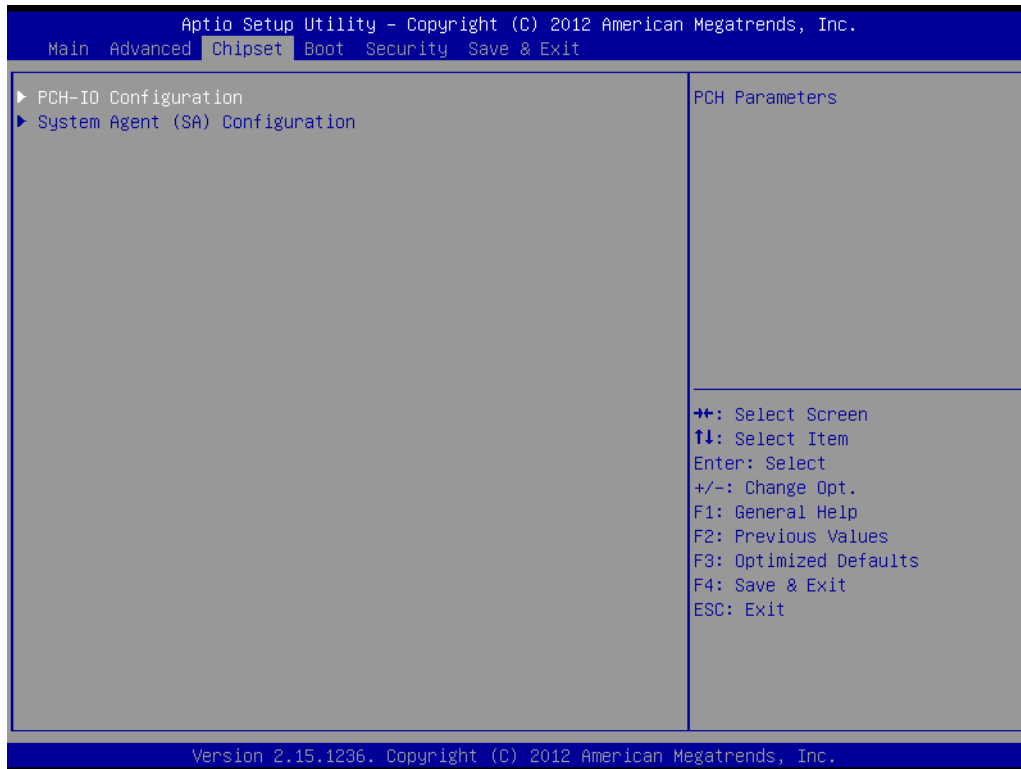 Aptio Setup Utility – Copyright (C) 2012 American Megatrends, Inc.
Main Advanced Chipset Boot Security Save & Exit
► PCH-IO Configuration
► System Agent (SA) Configuration
PCH Parameters
→←: Select Screen
↑↓: Select Item
Enter: Select
+/-: Change Opt.
F1: General Help
F2: Previous Values
F3: Optimized Defaults
F4: Save & Exit
ESC: Exit
Version 2.15.1236. Copyright (C) 2012 American Megatrends, Inc.